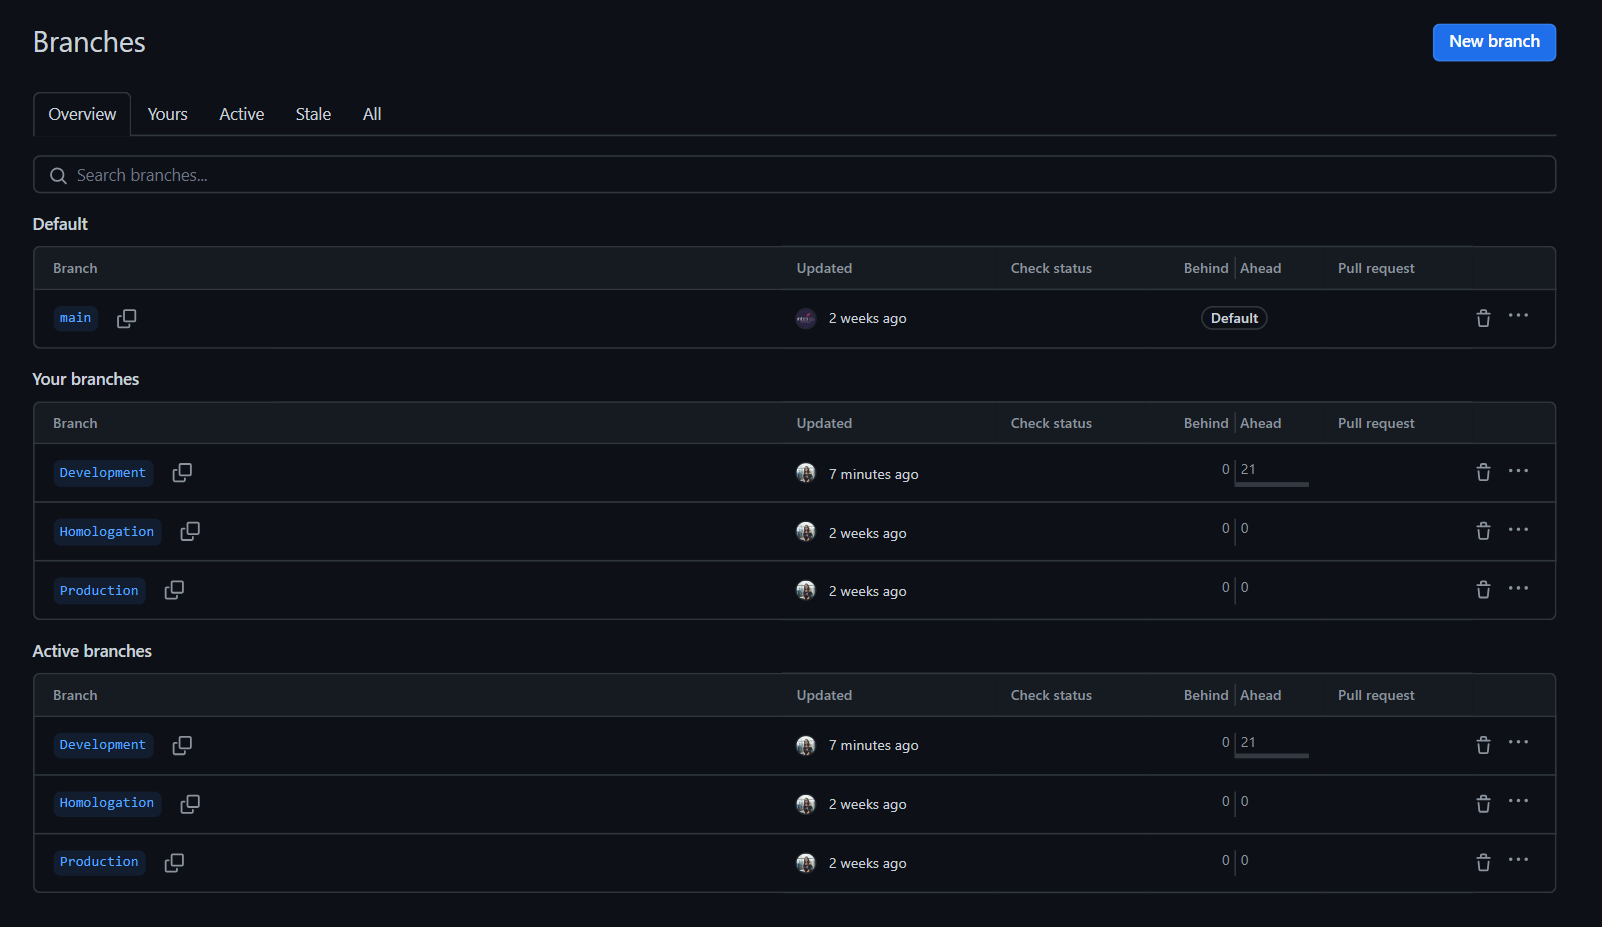 Branches New branch
Overview Yours Active Stale All
Search branches...
Default
Branch Updated Check status Behind Ahead Pull request
main 2 weeks ago Default
Your branches
Branch Updated Check status Behind Ahead Pull request
Development 7 minutes ago 0 21
Homologation 2 weeks ago 0 0
Production 2 weeks ago 0 0
Active branches
Branch Updated Check status Behind Ahead Pull request
Development 7 minutes ago 0 21
Homologation 2 weeks ago 0 0
Production 2 weeks ago 0 0